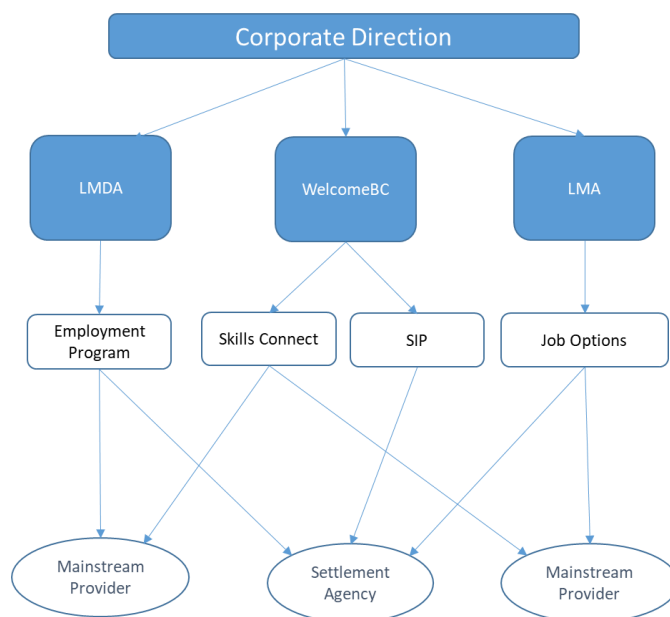 Corporate Direction
LMDA
WelcomeBC
LMA
Employment
Program
Skills Connect
SIP
Job Options
Mainstream
Provider
Settlement
Agency
Mainstream
Provider